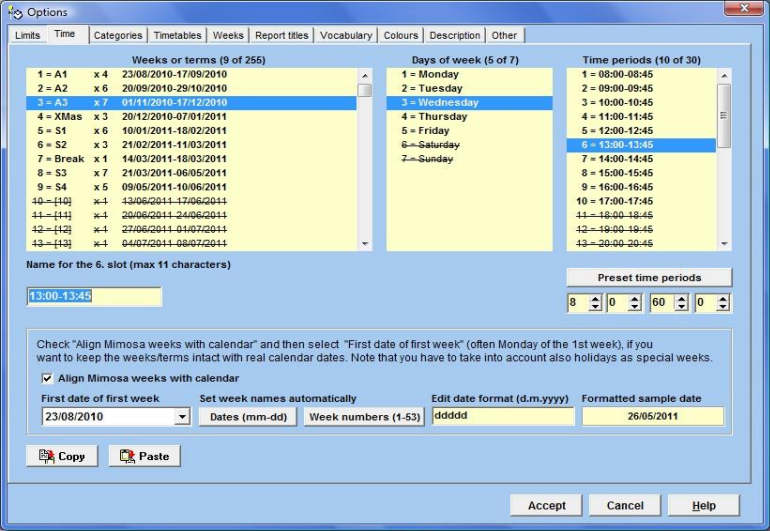 Options
Limits Time Categories Timetables Weeks Report titles Vocabulary Colours Description Other
Weeks or terms (9 of 255) Days of week (5 of 7) Time periods (10 of 30)
1 = A1 x 4 23/08/2010-17/09/2010 1 = Monday 1 = 08:00-08:45
2 = A2 x 6 20/09/2010-29/10/2010 2 = Tuesday 2 = 09:00-09:45
3 = A3 x 7 01/11/2010-17/12/2010 3 = Wednesday 3 = 10:00-10:45
4 = XMas x 3 20/12/2010-07/01/2011 4 = Thursday 4 = 11:00-11:45
5 = S1 x 6 10/01/2011-18/02/2011 5 = Friday 5 = 12:00-12:45
6 = S2 x 3 21/02/2011-11/03/2011 6 = Saturday 6 = 13:00-13:45
7 = Break x 1 14/03/2011-18/03/2011 7 = Sunday 7 = 14:00-14:45
8 = S3 x 7 21/03/2011-06/05/2011 8 = 15:00-15:45
9 = S4 x 5 09/05/2011-10/06/2011 9 = 16:00-16:45
10 = [10] x 1 13/06/2011-17/06/2011 10 = 17:00-17:45
11 = [11] x 1 20/06/2011-24/06/2011 11 = 18:00-18:45
12 = [12] x 1 27/06/2011-01/07/2011 12 = 19:00-19:45
13 = [13] x 1 04/07/2011-08/07/2011 13 = 20:00-20:45
Name for the 6. slot (max 11 characters)
Preset time periods
13:00-13:45 8 0 60 0
Check "Align Mimosa weeks with calendar" and then select "First date of first week" (often Monday of the 1st week), if you
want to keep the weeks/terms intact with real calendar dates. Note that you have to take into account also holidays as special weeks.
Align Mimosa weeks with calendar
First date of first week Set week names automatically Edit date format (d.m.yyyy) Formatted sample date
23/08/2010 Dates (mm-dd) Week numbers (1-53) ddddd 26/05/2011
Copy Paste
Accept Cancel Help